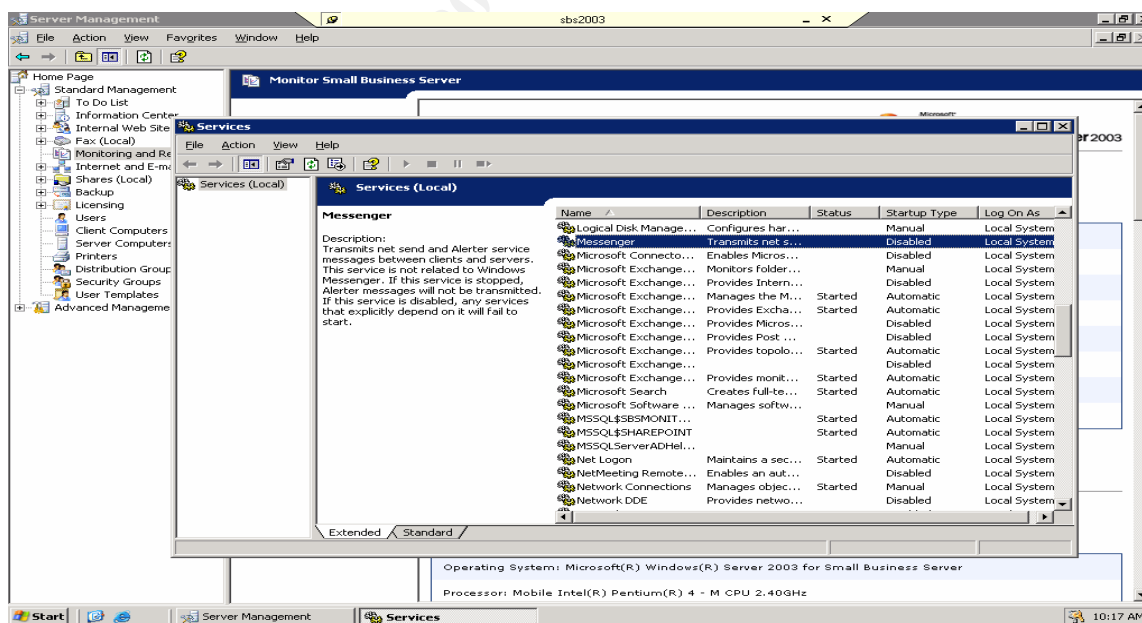 Server Management
sbs2003
File Action View Favorites Window Help
Home Page
Standard Management
To Do List
Information Center
Internal Web Site
Fax (Local)
Monitoring and Re
Internet and E-ma
Shares (Local)
Backup
Licensing
Users
Client Computers
Server Computers
Printers
Distribution Group
Security Groups
User Templates
Advanced Manageme
Monitor Small Business Server
Microsoft
er 2003
Services
File Action View Help
Services (Local)
Services (Local)
Messenger
Description:
Transmits net send and Alerter service
messages between clients and servers.
This service is not related to Windows
Messenger. If this service is stopped,
Alerter messages will not be transmitted.
If this service is disabled, any services
that explicitly depend on it will fail to
start.
Name Description Status Startup Type Log On As
Logical Disk Manage... Configures har... Manual Local System
Messenger Transmits net s... Disabled Local System
Microsoft Connecto... Enables Micros... Disabled Local System
Microsoft Exchange... Monitors folder... Manual Local System
Microsoft Exchange... Provides Intern... Disabled Local System
Microsoft Exchange... Manages the M... Started Automatic Local System
Microsoft Exchange... Provides Excha... Started Automatic Local System
Microsoft Exchange... Provides Micros... Disabled Local System
Microsoft Exchange... Provides Post ... Disabled Local System
Microsoft Exchange... Provides topolo... Started Automatic Local System
Microsoft Exchange... Disabled Local System
Microsoft Exchange... Provides monit... Started Automatic Local System
Microsoft Search Creates full-te... Started Automatic Local System
Microsoft Software ... Manages softw... Manual Local System
MSSQL$SBSMONIT... Started Automatic Local System
MSSQL$SHAREPOINT Started Automatic Local System
MSSQLServerADHel... Manual Local System
Net Logon Maintains a sec... Started Automatic Local System
NetMeeting Remote... Enables an aut... Disabled Local System
Network Connections Manages objec... Started Manual Local System
Network DDE Provides netwo... Disabled Local System
Extended Standard
Operating System: Microsoft(R) Windows(R) Server 2003 for Small Business Server
Processor: Mobile Intel(R) Pentium(R) 4 - M CPU 2.40GHz
Start Server Management Services 10:17 AM